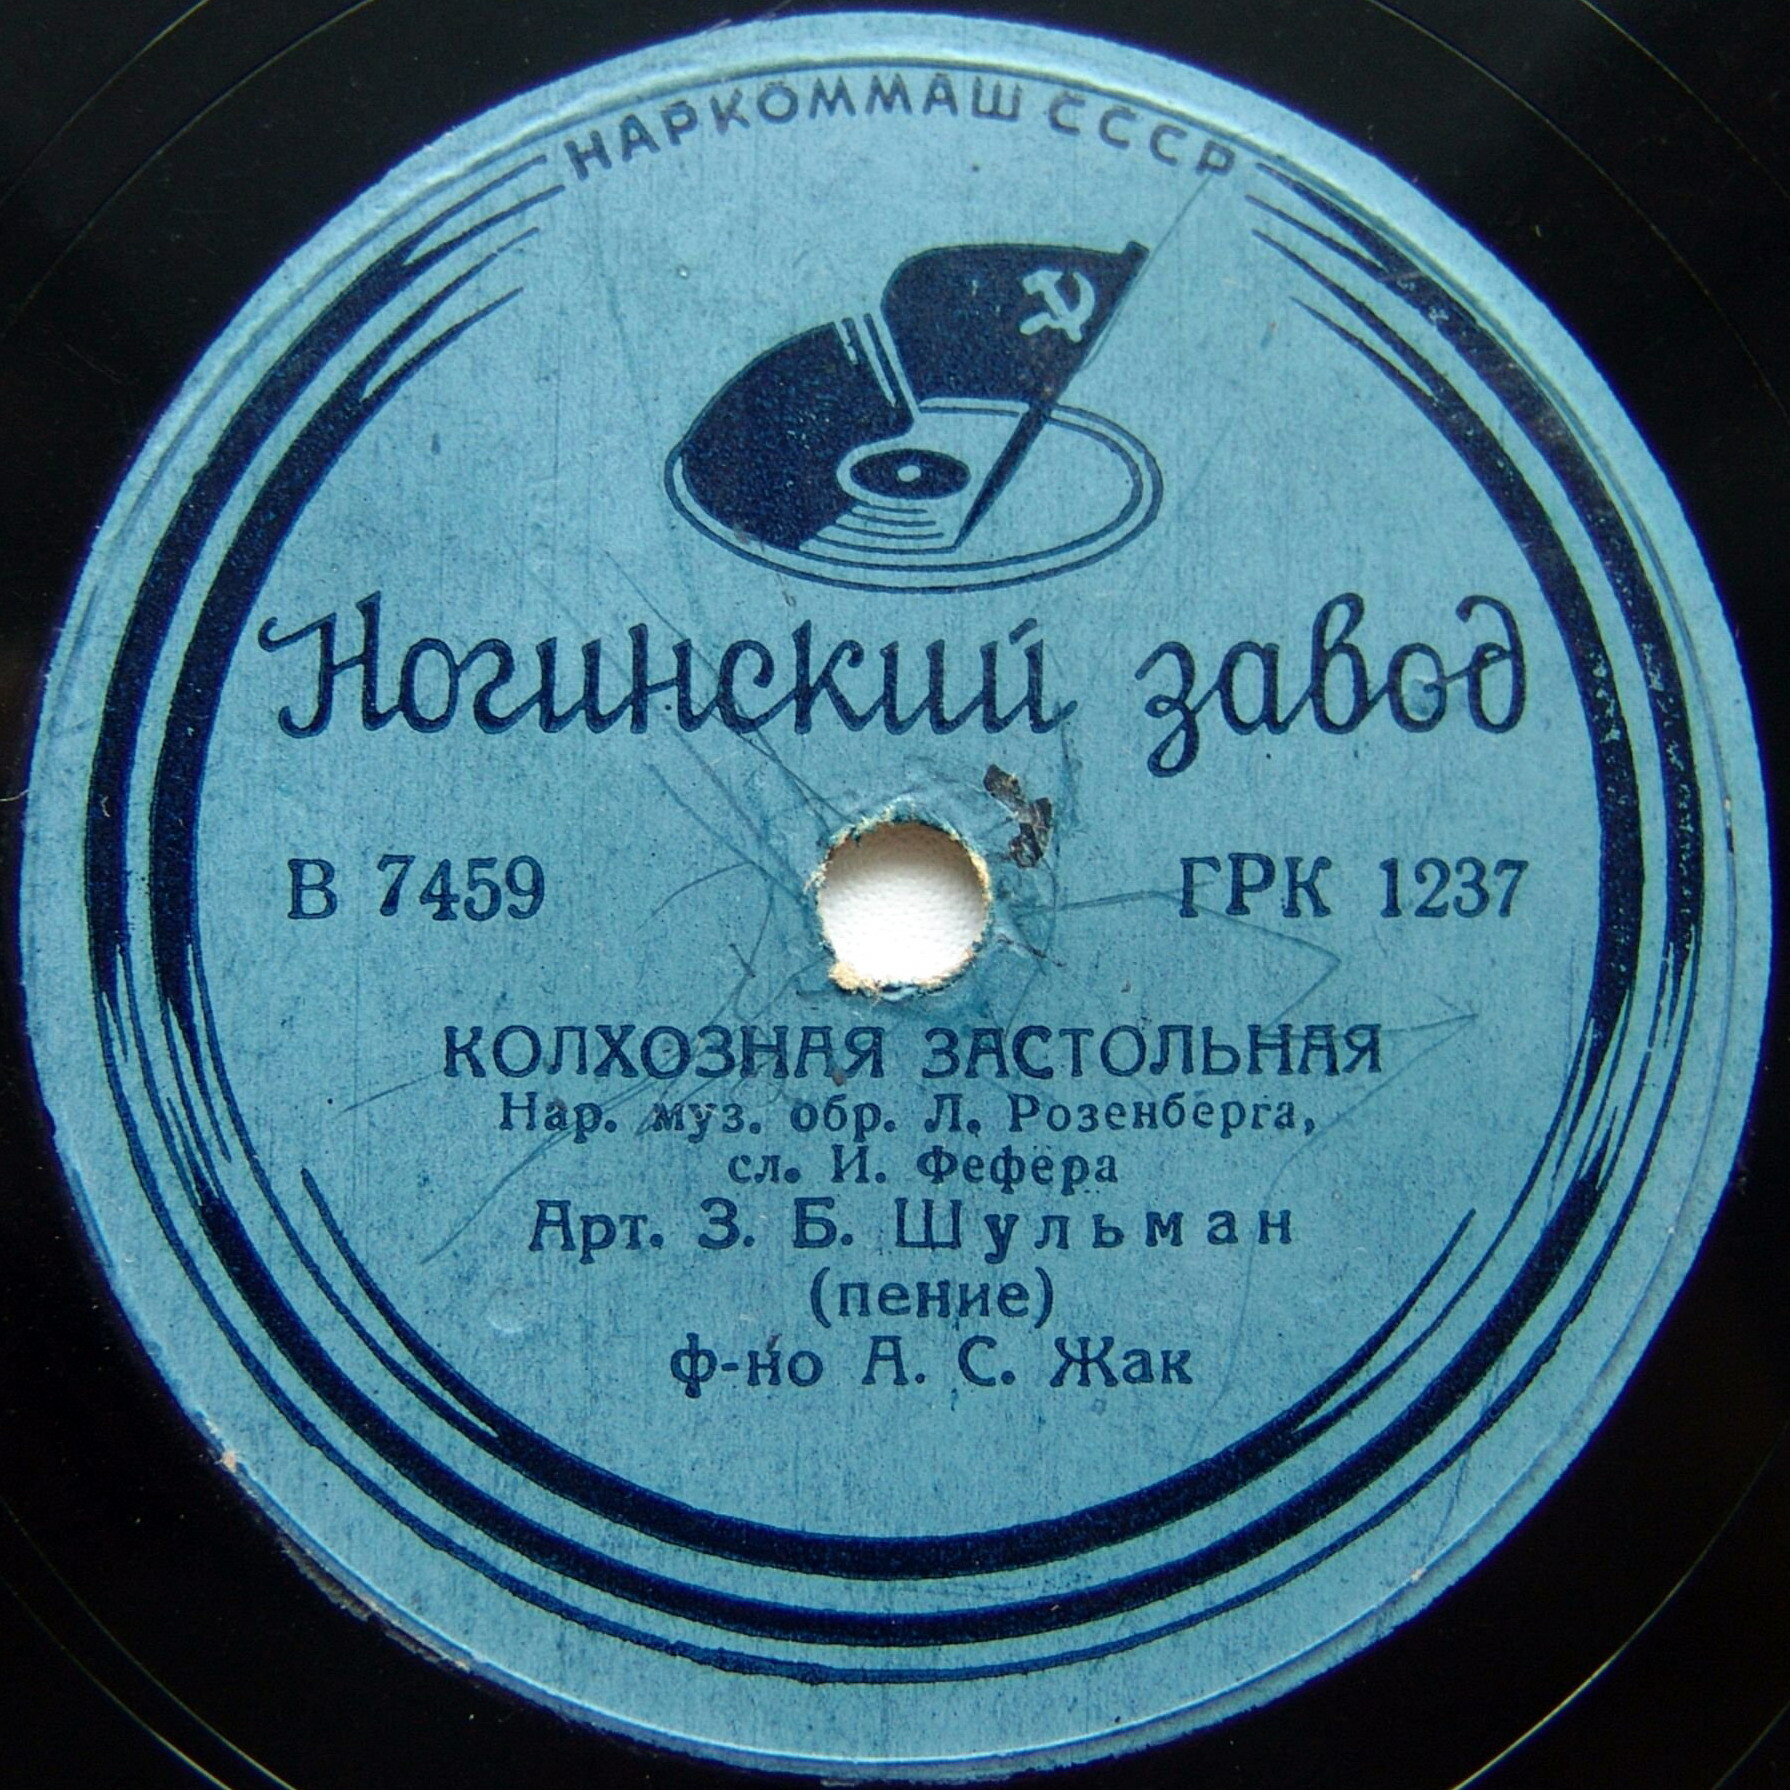 НАРКОММАШ СССР
Ногинский завод
В 7459
ГРК 1237
КОЛХОЗНАЯ ЗАСТОЛЬНАЯ
Нар. муз. обр. Л. Розенберга,
сл. И. Фефера
Арт. З. Б. Шульман
(пение)
ф-но А. С. Жак